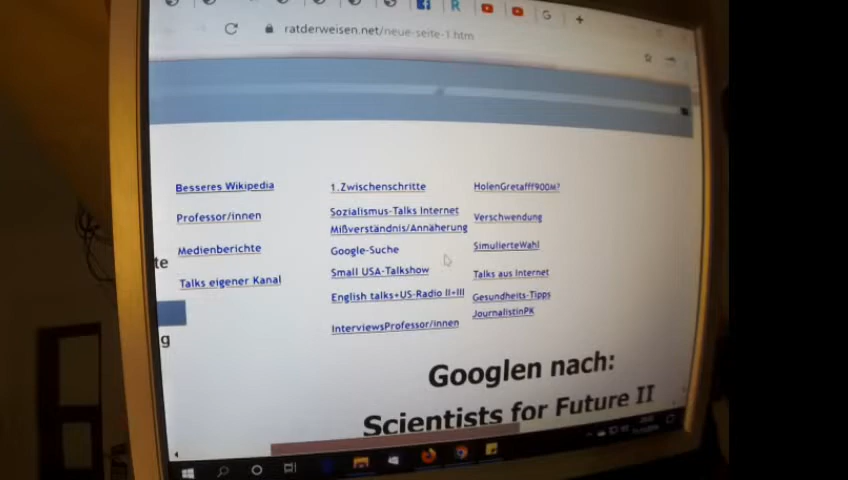 ratderweisen.net/neue-seite-1.htm
Besseres Wikipedia
Professor/innen
Medienberichte
Talks eigener Kanal
1.Zwischenschritte
Sozialismus-Talks Internet
Mißverständnis/Annäherung
Google-Suche
Small USA-Talkshow
English talks+US-Radio II+III
InterviewsProfessor/innen
HolenGretafff900M?
Verschwendung
SimulierteWahl
Talks aus Internet
Gesundheits-Tipps
JournalistinPK
te
g
Googlen nach:
Scientists for Future II